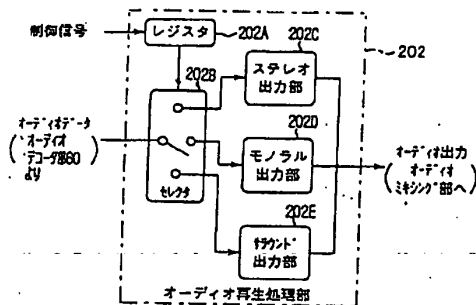 制御信号
レジスタ
202A
202C
202
ステレオ
出力部
202B
オーディオデータ
オーディオ
デコーダ部60
より
セレクタ
202D
モノラル
出力部
オーディオ出力
オーディオ
ミキシング部へ
202E
サラウンド
出力部
オーディオ再生処理部